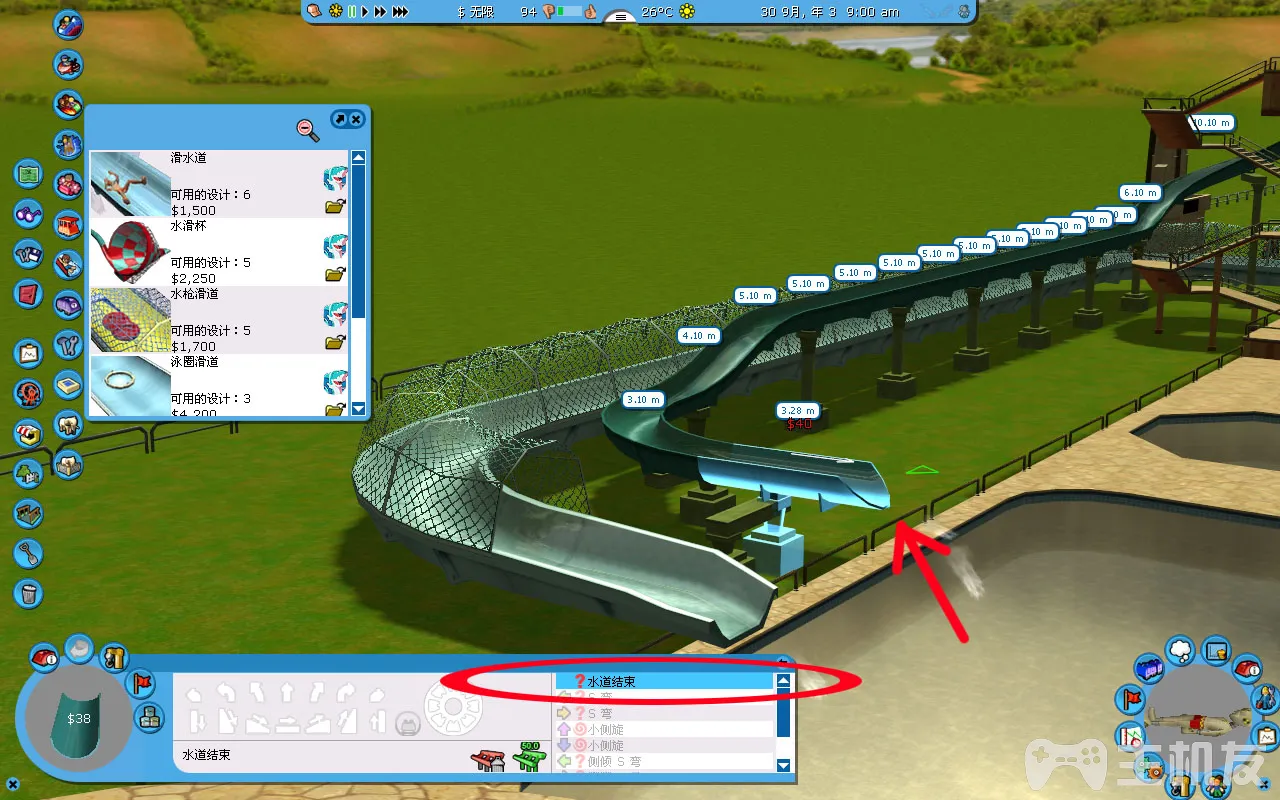 $ 无限
94
26°C
30 9月, 年 3 9:00 am
滑水道
可用的设计：6
$1,500
水滑杯
可用的设计：5
$2,250
水枪滑道
可用的设计：5
$1,700
泳圈滑道
可用的设计：3
$4,200
10.10 m
6.10 m
5.10 m
5.10 m
5.10 m
5.10 m
5.10 m
5.10 m
5.10 m
4.10 m
3.10 m
3.28 m
$40
$38
水道结束
50.0
?水道结束
?S 弯
?S 弯
小侧旋
小侧旋
?侧倾 S 弯
主机友